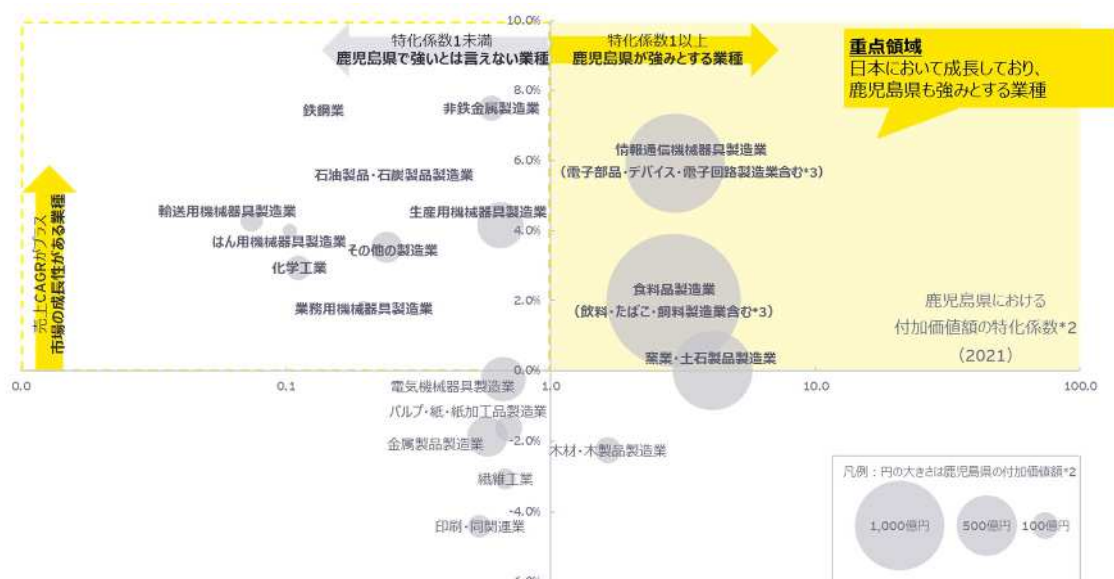 10.0%
特化係数1未満
鹿児島県で強いとは言えない業種
特化係数1以上
鹿児島県が強みとする業種
重点領域
日本において成長しており、
鹿児島県も強みとする業種
8.0%
鉄鋼業
非鉄金属製造業
6.0%
情報通信機械器具製造業
(電子部品・デバイス・電子回路製造業含む*3)
石油製品・石炭製品製造業
売上CAGRがプラス
市場の成長性がある業種
輸送用機械器具製造業
生産用機械器具製造業
4.0%
はん用機械器具製造業
その他の製造業
化学工業
業務用機械器具製造業
2.0%
食料品製造業
(飲料・たばこ・飼料製造業含む*3)
鹿児島県における
付加価値額の特化係数*2
(2021)
窯業・土石製品製造業
0.0%
0.0
0.1
1.0
10.0
100.0
電気機械器具製造業
パルプ・紙・紙加工品製造業
-2.0%
金属製品製造業
木材・木製品製造業
繊維工業
-4.0%
印刷・同関連業
-6.0%
凡例：円の大きさは鹿児島県の付加価値額*2
1,000億円
500億円
100億円